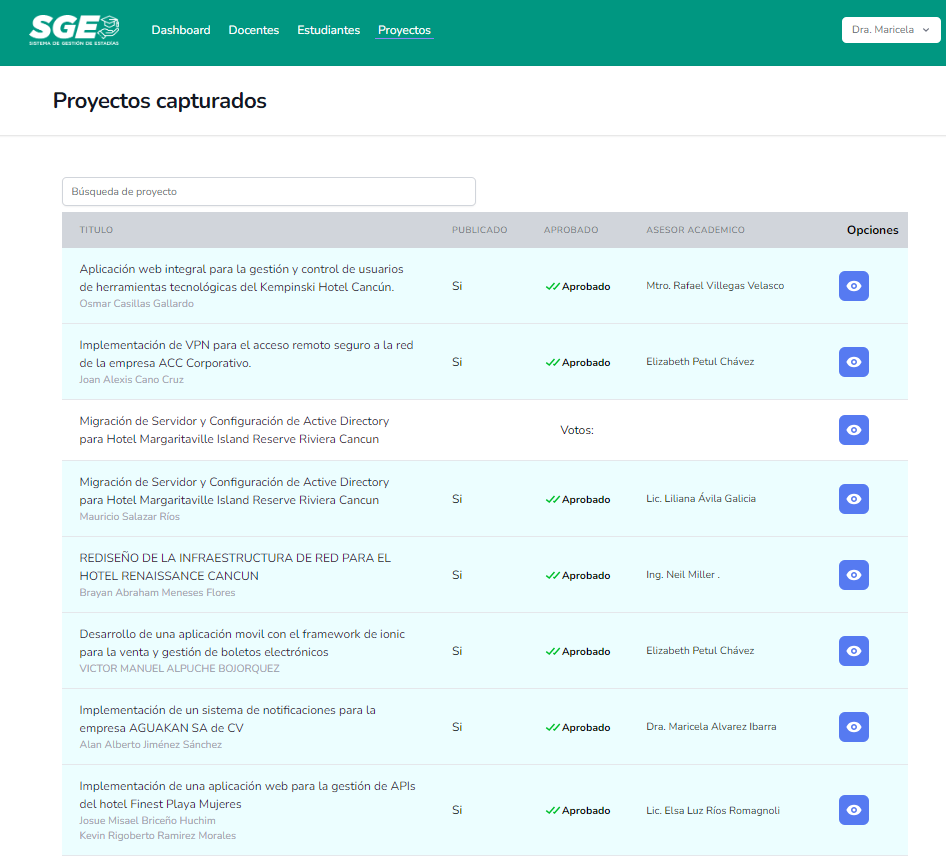 SGE
SISTEMA DE GESTIÓN DE ESTADÍAS
Dashboard Docentes Estudiantes Proyectos
Dra. Maricela
Proyectos capturados
Búsqueda de proyecto
TITULO PUBLICADO APROBADO ASESOR ACADEMICO Opciones
Aplicación web integral para la gestión y control de usuarios
de herramientas tecnológicas del Kempinski Hotel Cancún.
Osmar Casillas Gallardo
Si Aprobado Mtro. Rafael Villegas Velasco
Implementación de VPN para el acceso remoto seguro a la red
de la empresa ACC Corporativo.
Joan Alexis Cano Cruz
Si Aprobado Elizabeth Petul Chávez
Migración de Servidor y Configuración de Active Directory
para Hotel Margaritaville Island Reserve Riviera Cancun
Votos:
Migración de Servidor y Configuración de Active Directory
para Hotel Margaritaville Island Reserve Riviera Cancun
Mauricio Salazar Ríos
Si Aprobado Lic. Liliana Ávila Galicia
REDISEÑO DE LA INFRAESTRUCTURA DE RED PARA EL
HOTEL RENAISSANCE CANCUN
Brayan Abraham Meneses Flores
Si Aprobado Ing. Neil Miller .
Desarrollo de una aplicación movil con el framework de ionic
para la venta y gestión de boletos electrónicos
VICTOR MANUEL ALPUCHE BOJORQUEZ
Si Aprobado Elizabeth Petul Chávez
Implementación de un sistema de notificaciones para la
empresa AGUAKAN SA de CV
Alan Alberto Jiménez Sánchez
Si Aprobado Dra. Maricela Alvarez Ibarra
Implementación de una aplicación web para la gestión de APIs
del hotel Finest Playa Mujeres
Josue Misael Briceño Huchim
Kevin Rigoberto Ramirez Morales
Si Aprobado Lic. Elsa Luz Ríos Romagnoli